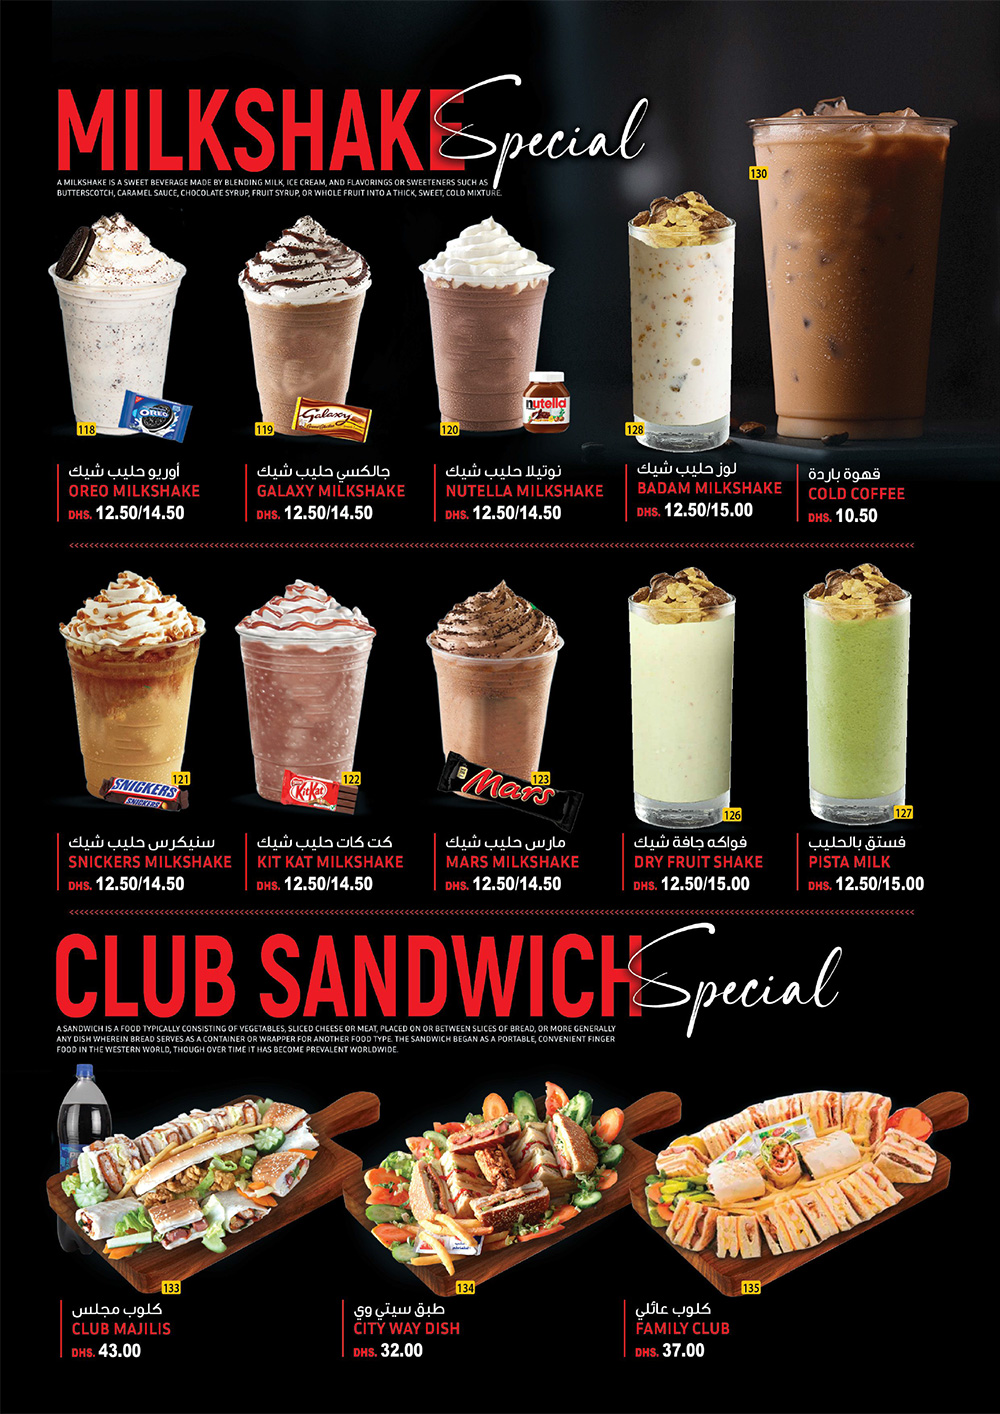 MILKSHAKE Special
A MILKSHAKE IS A SWEET BEVERAGE MADE BY BLENDING MILK, ICE CREAM, AND FLAVORINGS OR SWEETENERS SUCH AS
BUTTERSCOTCH, CARAMEL SAUCE, CHOCOLATE SYRUP, FRUIT SYRUP, OR WHOLE FRUIT INTO A THICK, SWEET, COLD MIXTURE.
130
OREO
118
Galaxy
119
nutella
120
128
أوريو حليب شيك
OREO MILKSHAKE
DHS. 12.50/14.50
جالكسي حليب شيك
GALAXY MILKSHAKE
DHS. 12.50/14.50
نوتيلا حليب شيك
NUTELLA MILKSHAKE
DHS. 12.50/14.50
لوز حليب شيك
BADAM MILKSHAKE
DHS. 12.50/15.00
قهوة باردة
COLD COFFEE
DHS. 10.50
SNICKERS
SNICKERS
121
KitKat
122
Mars
123
126
127
سنيكرس حليب شيك
SNICKERS MILKSHAKE
DHS. 12.50/14.50
كت كات حليب شيك
KIT KAT MILKSHAKE
DHS. 12.50/14.50
مارس حليب شيك
MARS MILKSHAKE
DHS. 12.50/14.50
فواكه جافة شيك
DRY FRUIT SHAKE
DHS. 12.50/15.00
فستق بالحليب
PISTA MILK
DHS. 12.50/15.00
CLUB SANDWICH Special
A SANDWICH IS A FOOD TYPICALLY CONSISTING OF VEGETABLES, SLICED CHEESE OR MEAT, PLACED ON OR BETWEEN SLICES OF BREAD, OR MORE GENERALLY
ANY DISH WHEREIN BREAD SERVES AS A CONTAINER OR WRAPPER FOR ANOTHER FOOD TYPE. THE SANDWICH BEGAN AS A PORTABLE, CONVENIENT FINGER
FOOD IN THE WESTERN WORLD, THOUGH OVER TIME IT HAS BECOME PREVALENT WORLDWIDE.
133
134
135
كلوب مجلس
CLUB MAJILIS
DHS. 43.00
طبق سيتي وي
CITY WAY DISH
DHS. 32.00
كلوب عائلي
FAMILY CLUB
DHS. 37.00